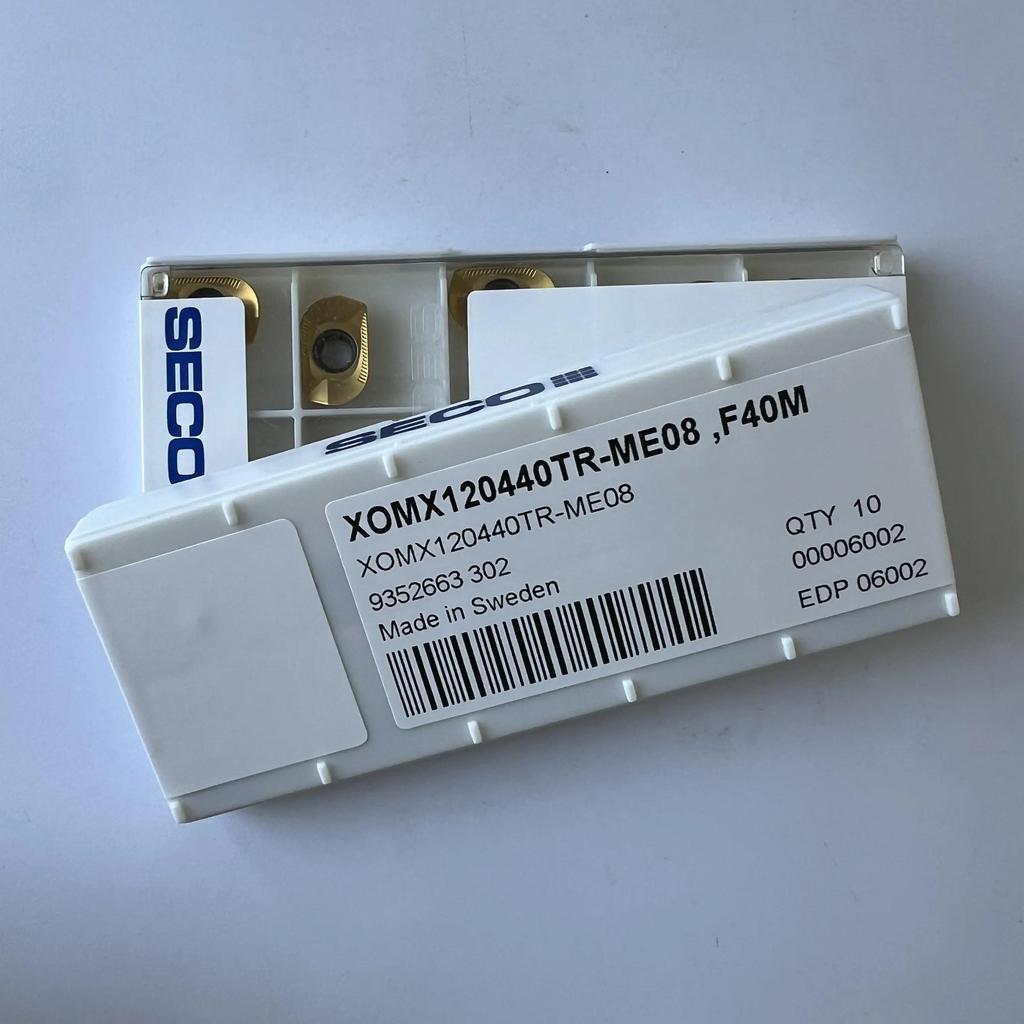 SECO
SECO
XOMX120440TR-ME08 ,F40M
XOMX120440TR-ME08
9352663 302
Made in Sweden
QTY 10
00006002
EDP 06002